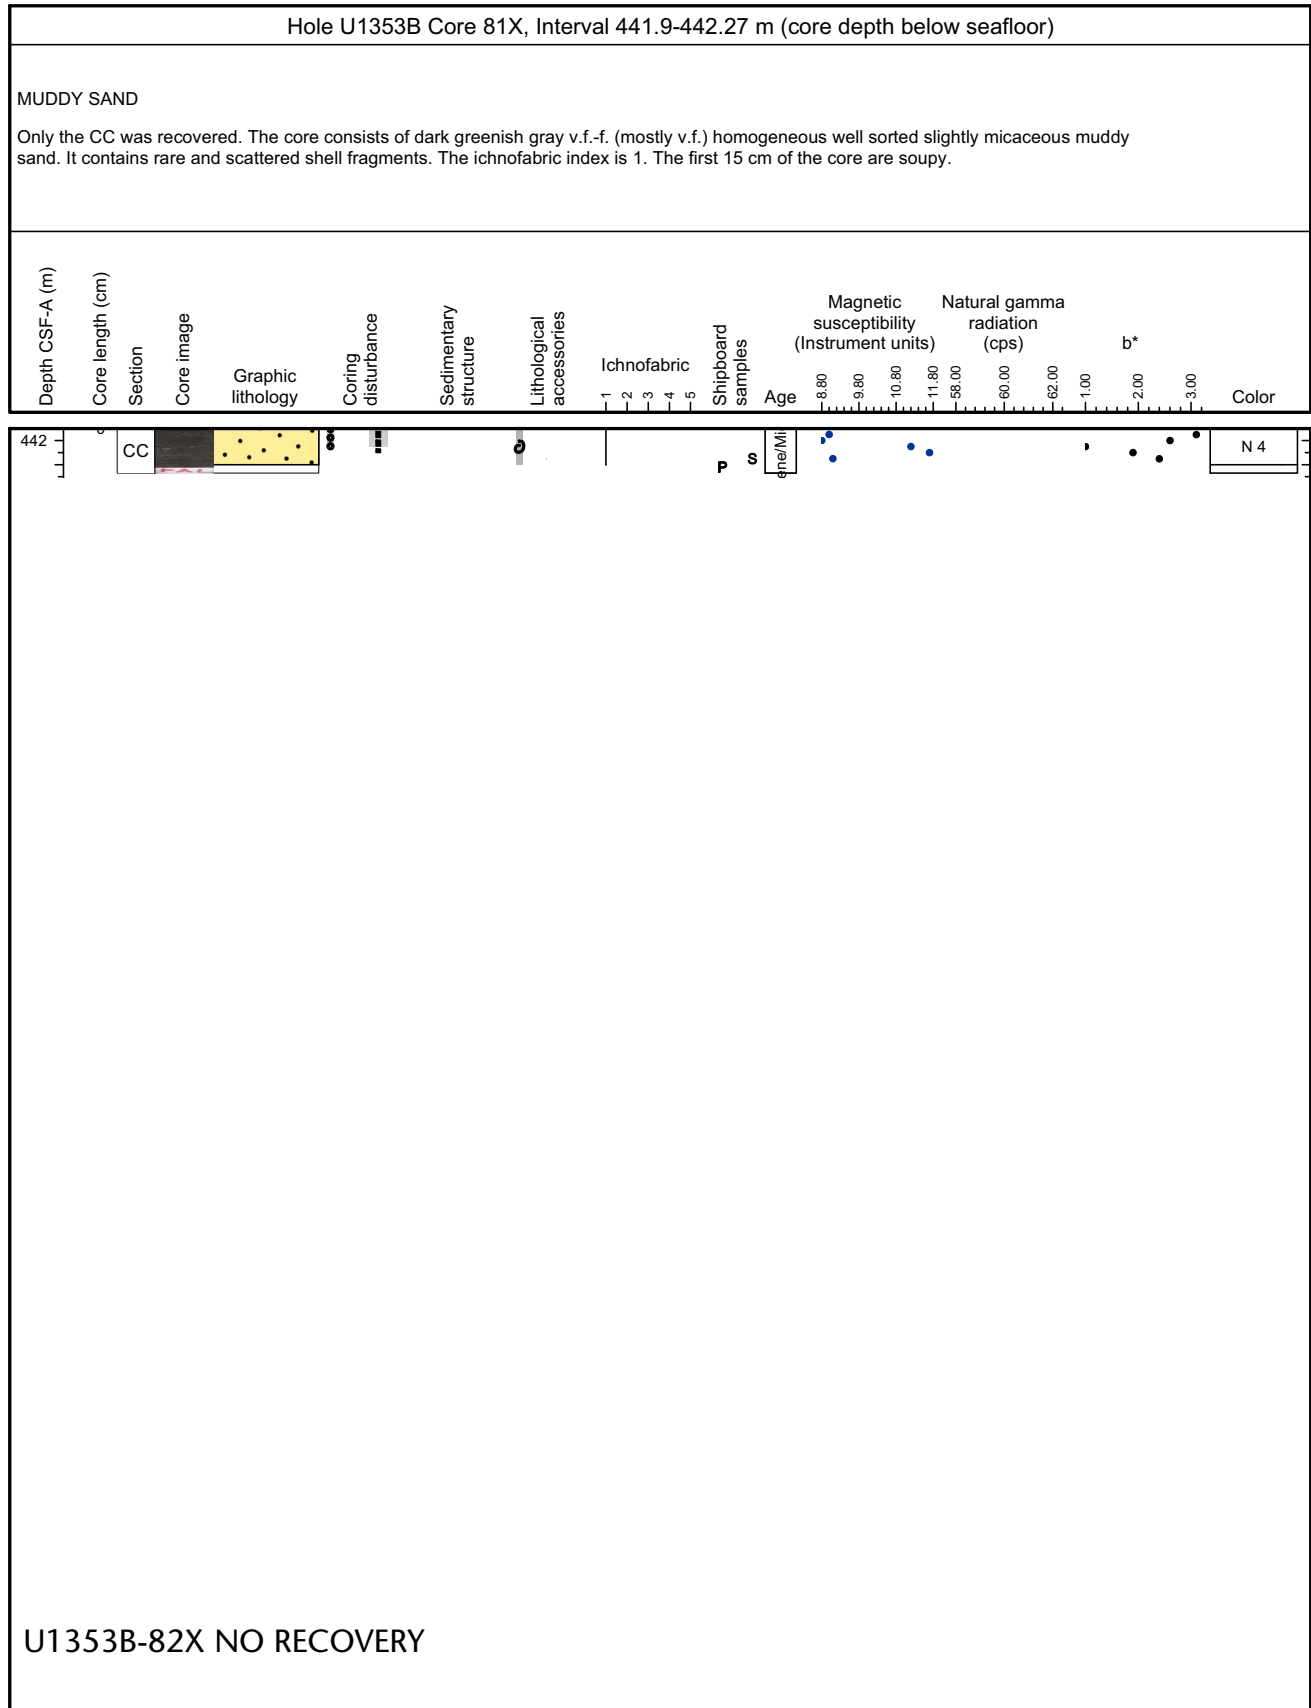 Hole U1353B Core 81X, Interval 441.9-442.27 m (core depth below seafloor)
MUDDY SAND
Only the CC was recovered. The core consists of dark greenish gray v.f.-f. (mostly v.f.) homogeneous well sorted slightly micaceous muddy
sand. It contains rare and scattered shell fragments. The ichnofabric index is 1. The first 15 cm of the core are soupy.
Depth CSF-A (m)
Core length (cm)
Section
Core image
Graphic
lithology
Coring
disturbance
Sedimentary
structure
Lithological
accessories
Ichnofabric
1 2 3 4 5
Shipboard
samples
Age
Magnetic
susceptibility
(Instrument units)
8.80 9.80 10.80 11.80
Natural gamma
radiation
(cps)
58.00 60.00 62.00
b*
1.00 2.00 3.00
Color
442
CC
PAL
P
S
ene/Mi
N 4
U1353B-82X NO RECOVERY